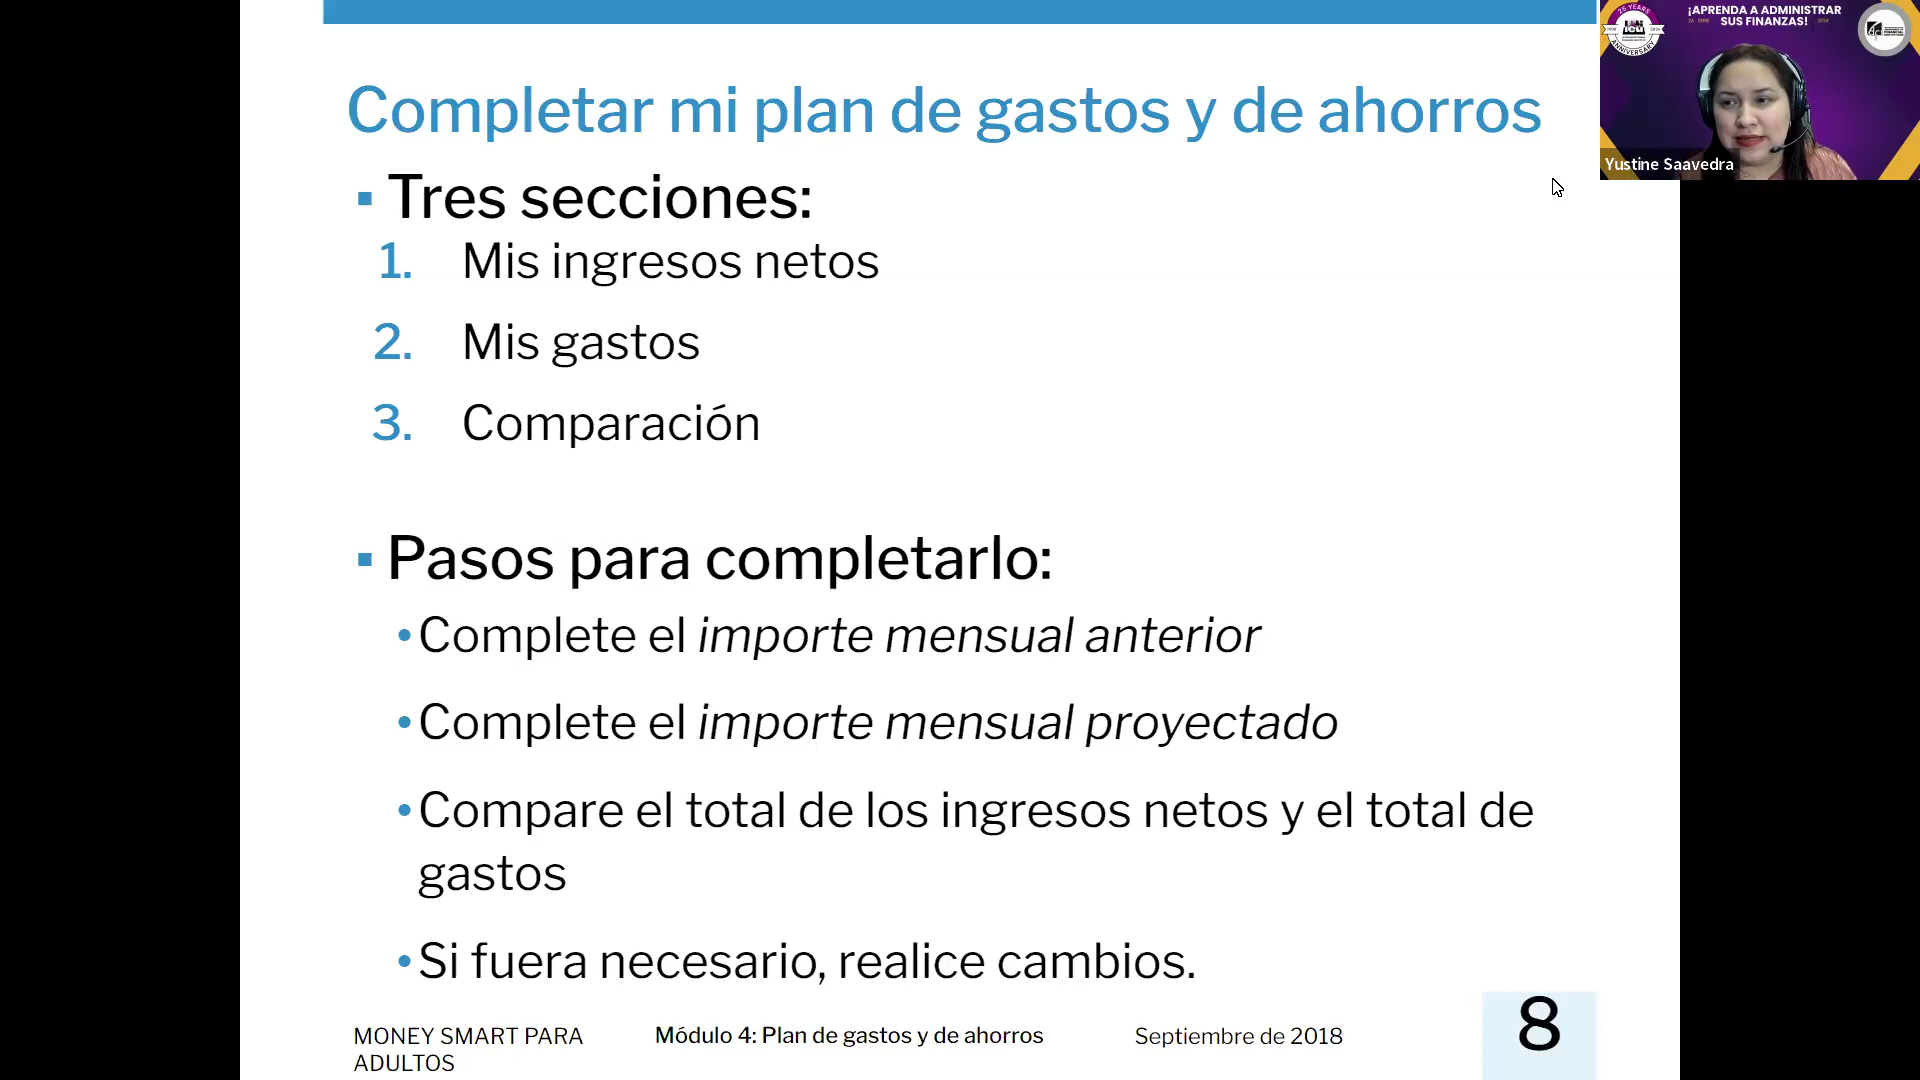 Completar mi plan de gastos y de ahorros
▪ Tres secciones:
1. Mis ingresos netos
2. Mis gastos
3. Comparación
▪ Pasos para completarlo:
• Complete el importe mensual anterior
• Complete el importe mensual proyectado
• Compare el total de los ingresos netos y el total de
gastos
• Si fuera necesario, realice cambios.
MONEY SMART PARA
ADULTOS
Módulo 4: Plan de gastos y de ahorros
Septiembre de 2018
8
25 YEARS
ANNIVERSARY
¡APRENDA A ADMINISTRAR
SUS FINANZAS!
Yustine Saavedra